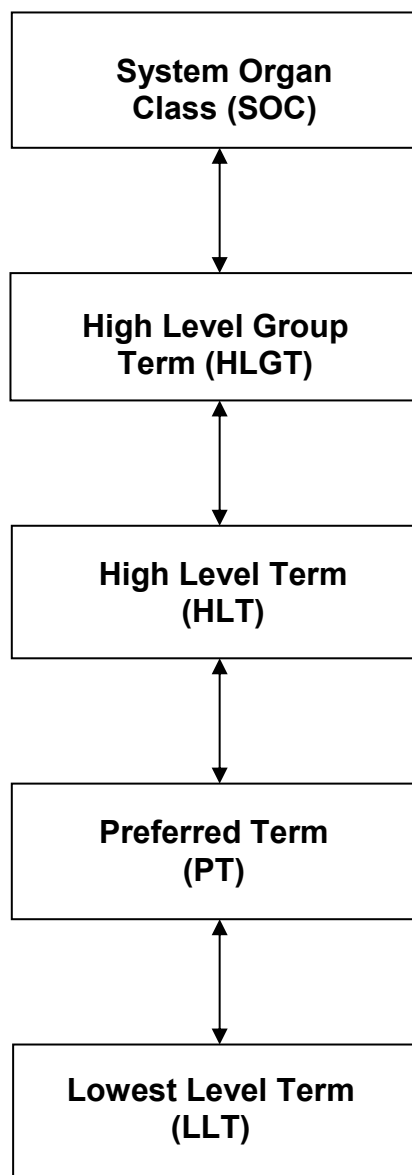 System Organ
Class (SOC)
High Level Group
Term (HLGT)
High Level Term
(HLT)
Preferred Term
(PT)
Lowest Level Term
(LLT)